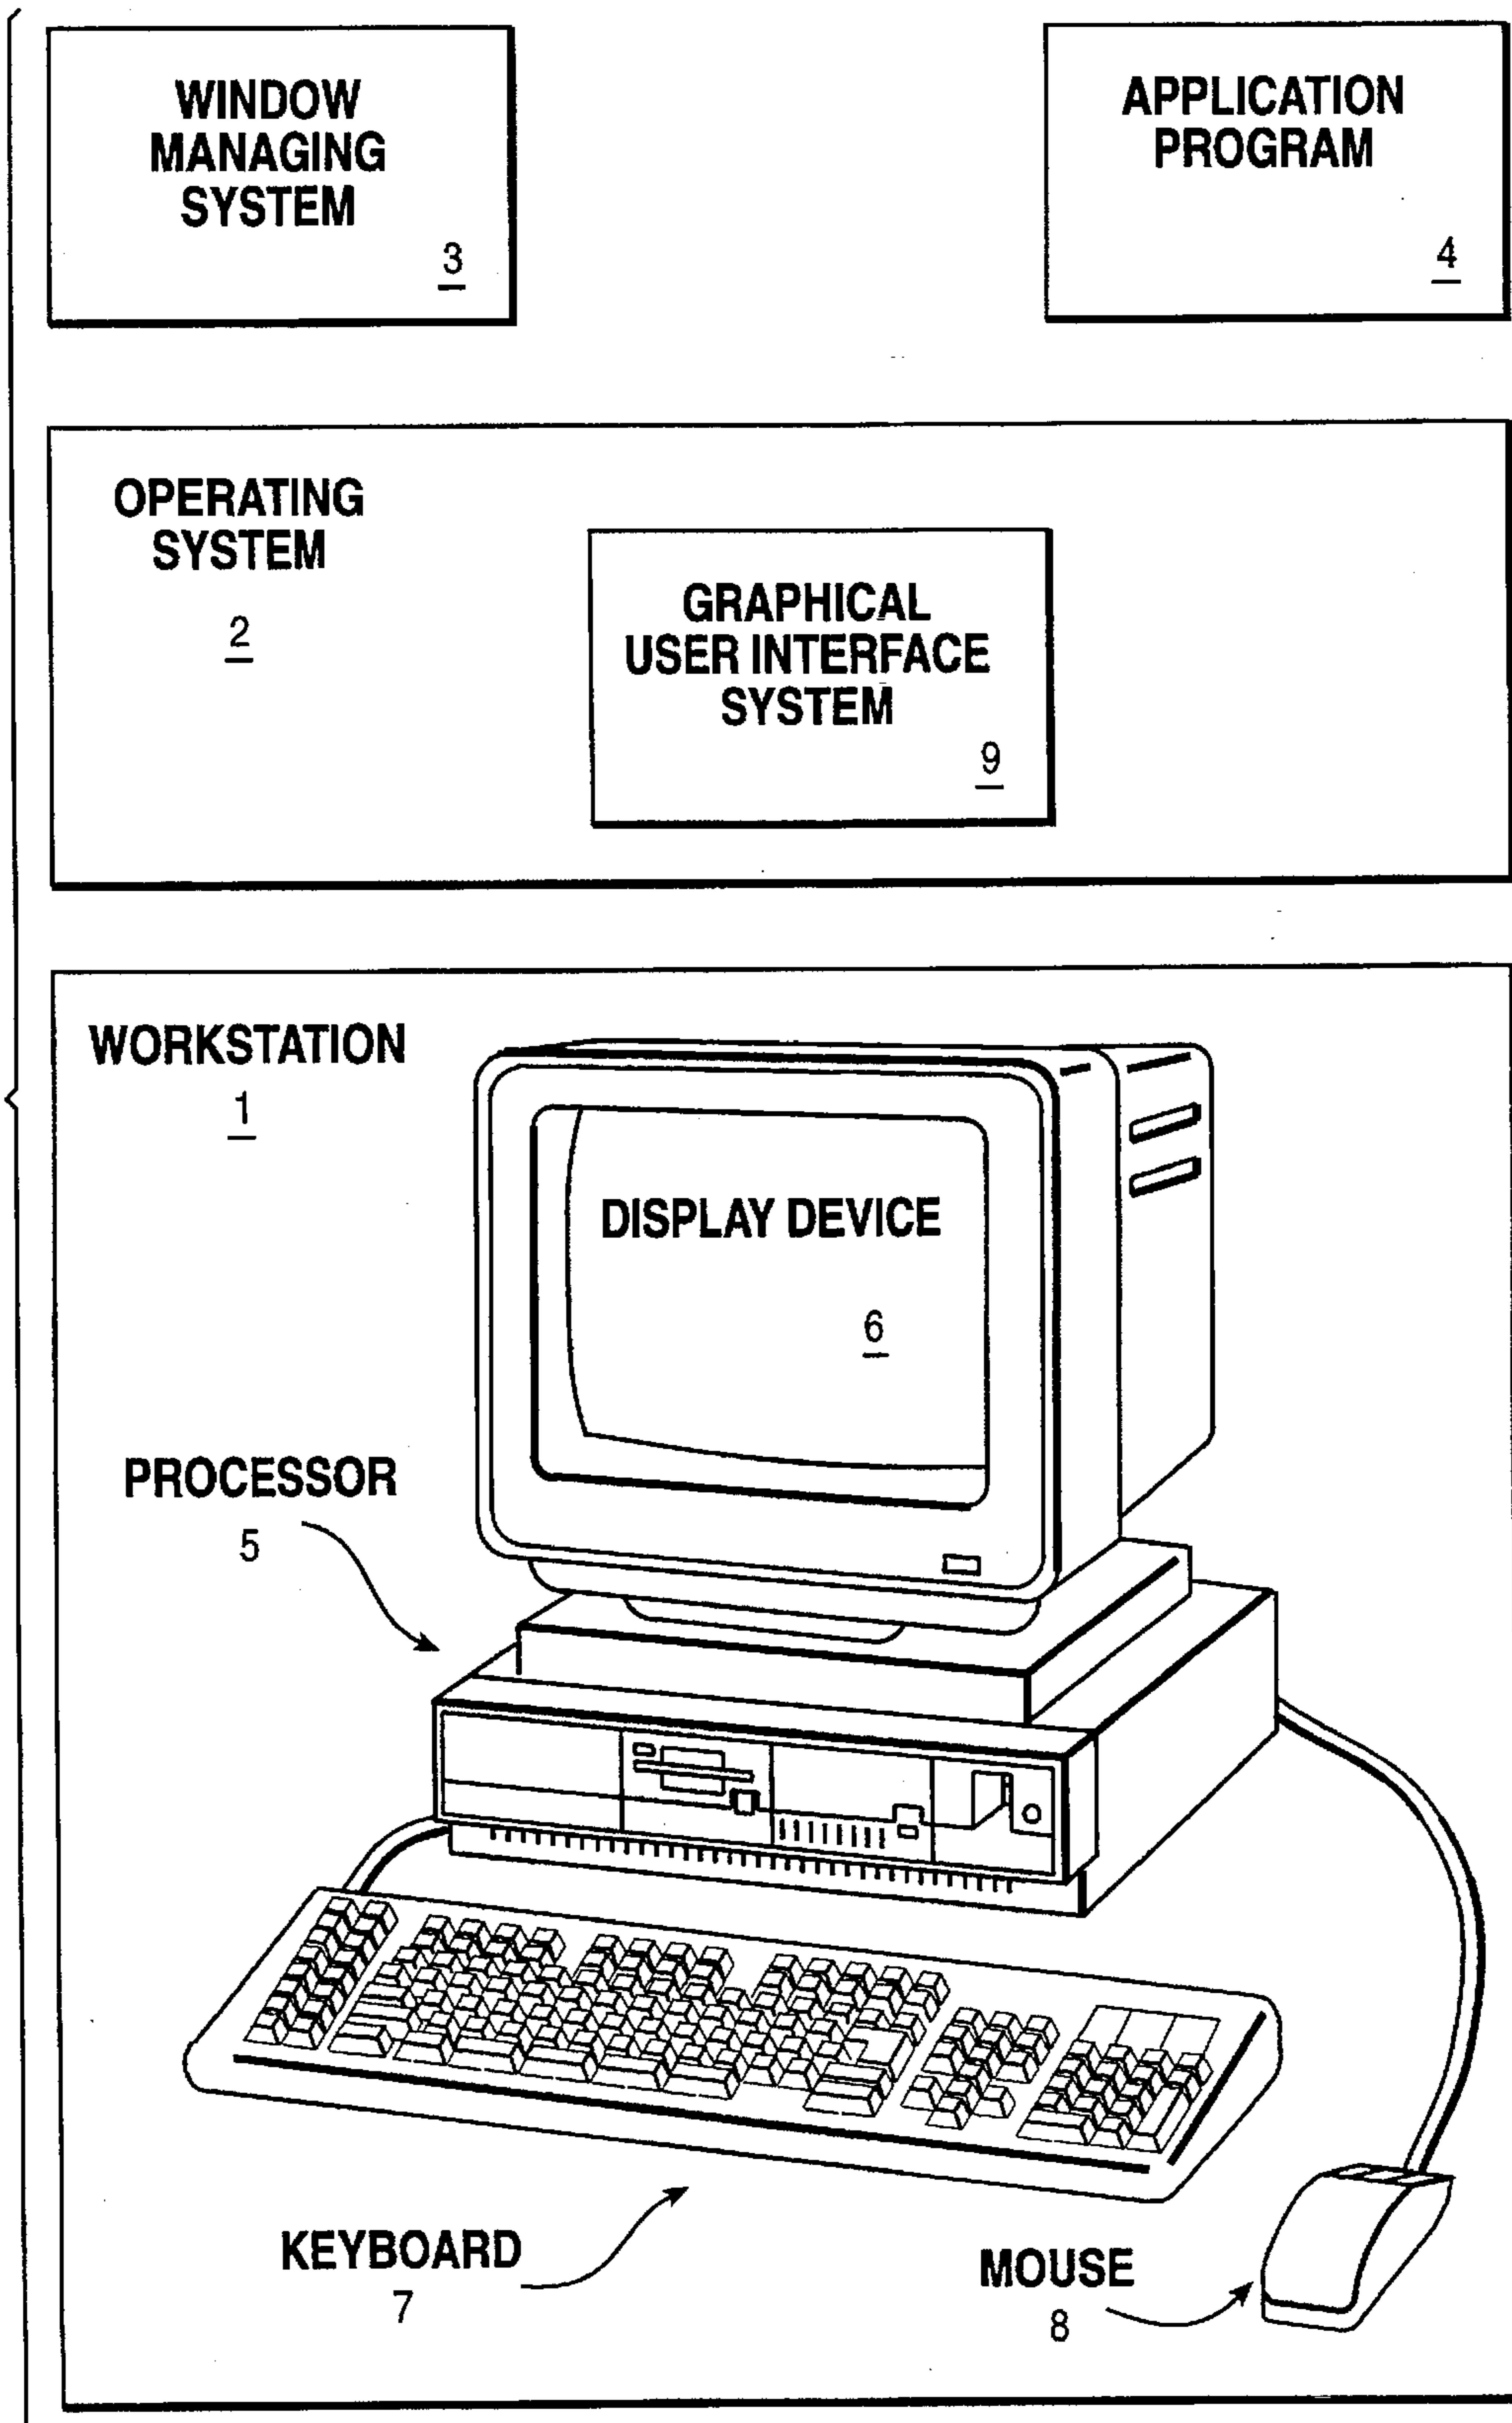 WINDOW
MANAGING
SYSTEM
3
APPLICATION
PROGRAM
4
OPERATING
SYSTEM
2
GRAPHICAL
USER INTERFACE
SYSTEM
9
WORKSTATION
1
DISPLAY DEVICE
6
PROCESSOR
5
KEYBOARD
7
MOUSE
8